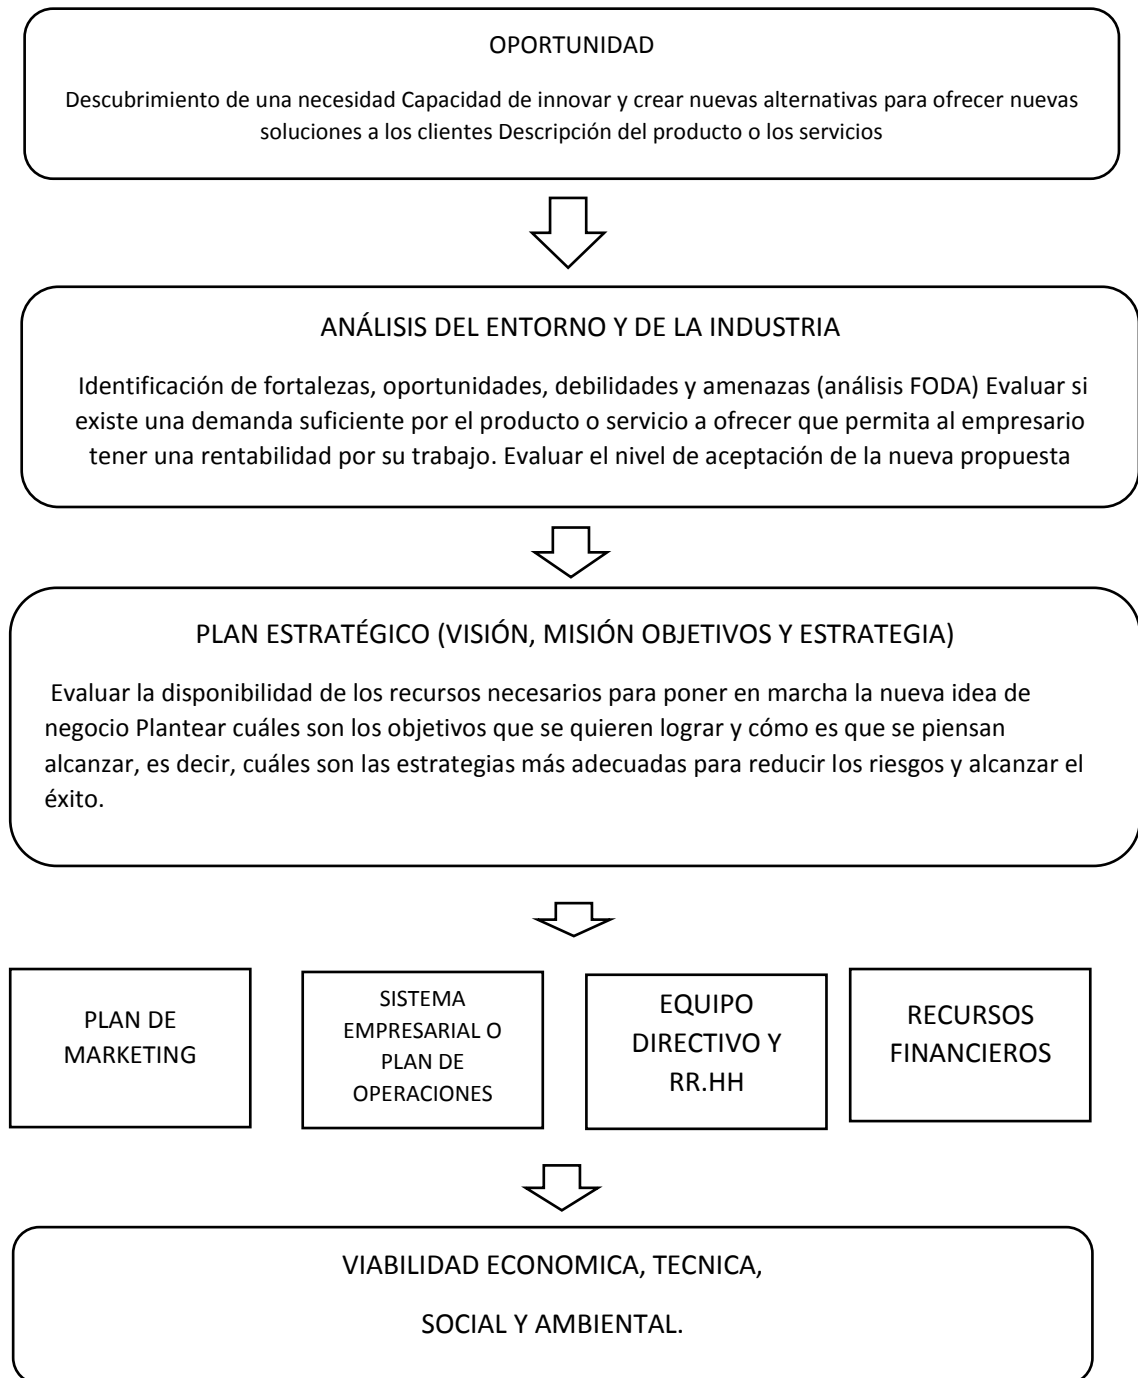 OPORTUNIDAD
Descubrimiento de una necesidad Capacidad de innovar y crear nuevas alternativas para ofrecer nuevas
soluciones a los clientes Descripción del producto o los servicios
ANÁLISIS DEL ENTORNO Y DE LA INDUSTRIA
Identificación de fortalezas, oportunidades, debilidades y amenazas (análisis FODA) Evaluar si
existe una demanda suficiente por el producto o servicio a ofrecer que permita al empresario
tener una rentabilidad por su trabajo. Evaluar el nivel de aceptación de la nueva propuesta
PLAN ESTRATÉGICO (VISIÓN, MISIÓN OBJETIVOS Y ESTRATEGIA)
Evaluar la disponibilidad de los recursos necesarios para poner en marcha la nueva idea de
negocio Plantear cuáles son los objetivos que se quieren lograr y cómo es que se piensan
alcanzar, es decir, cuáles son las estrategias más adecuadas para reducir los riesgos y alcanzar el
éxito.
PLAN DE
MARKETING
SISTEMA
EMPRESARIAL O
PLAN DE
OPERACIONES
EQUIPO
DIRECTIVO Y
RR.HH
RECURSOS
FINANCIEROS
VIABILIDAD ECONOMICA, TECNICA,
SOCIAL Y AMBIENTAL.